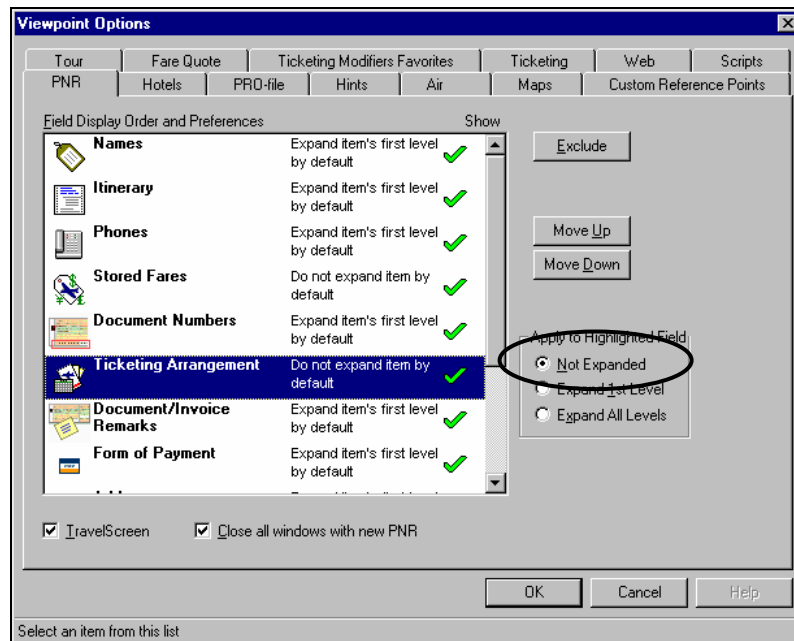 Viewpoint Options
Tour Fare Quote Ticketing Modifiers Favorites Ticketing Web Scripts
PNR Hotels PRO-file Hints Air Maps Custom Reference Points
Field Display Order and Preferences Show
Names Expand item's first level by default
Itinerary Expand item's first level by default
Phones Expand item's first level by default
Stored Fares Do not expand item by default
Document Numbers Expand item's first level by default
Ticketing Arrangement Do not expand item by default
Document/Invoice Remarks Expand item's first level by default
Form of Payment Expand item's first level by default
Exclude
Move Up
Move Down
Apply to Highlighted Field
Not Expanded
Expand 1st Level
Expand All Levels
TravelScreen Close all windows with new PNR
OK Cancel Help
Select an item from this list